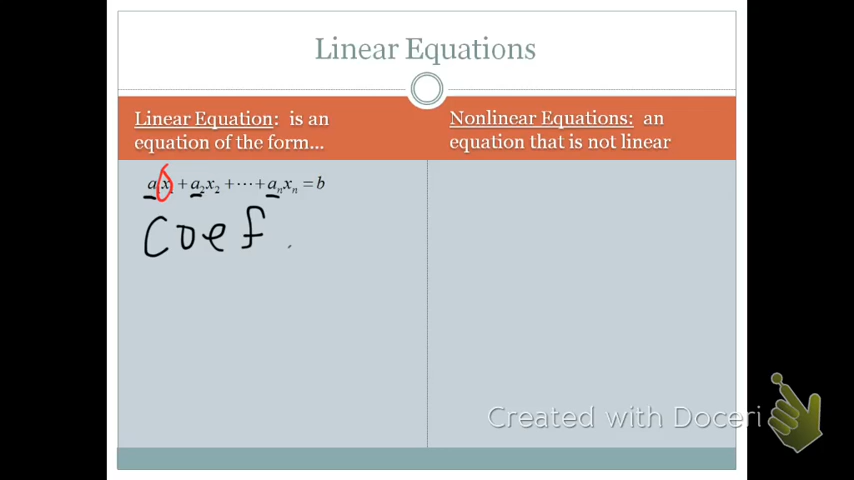 Linear Equations
Linear Equation: is an
equation of the form...
Nonlinear Equations: an
equation that is not linear
a₁x₁ + a₂x₂ + ⋯ + aₙxₙ = b
Coef
Created with Doceri